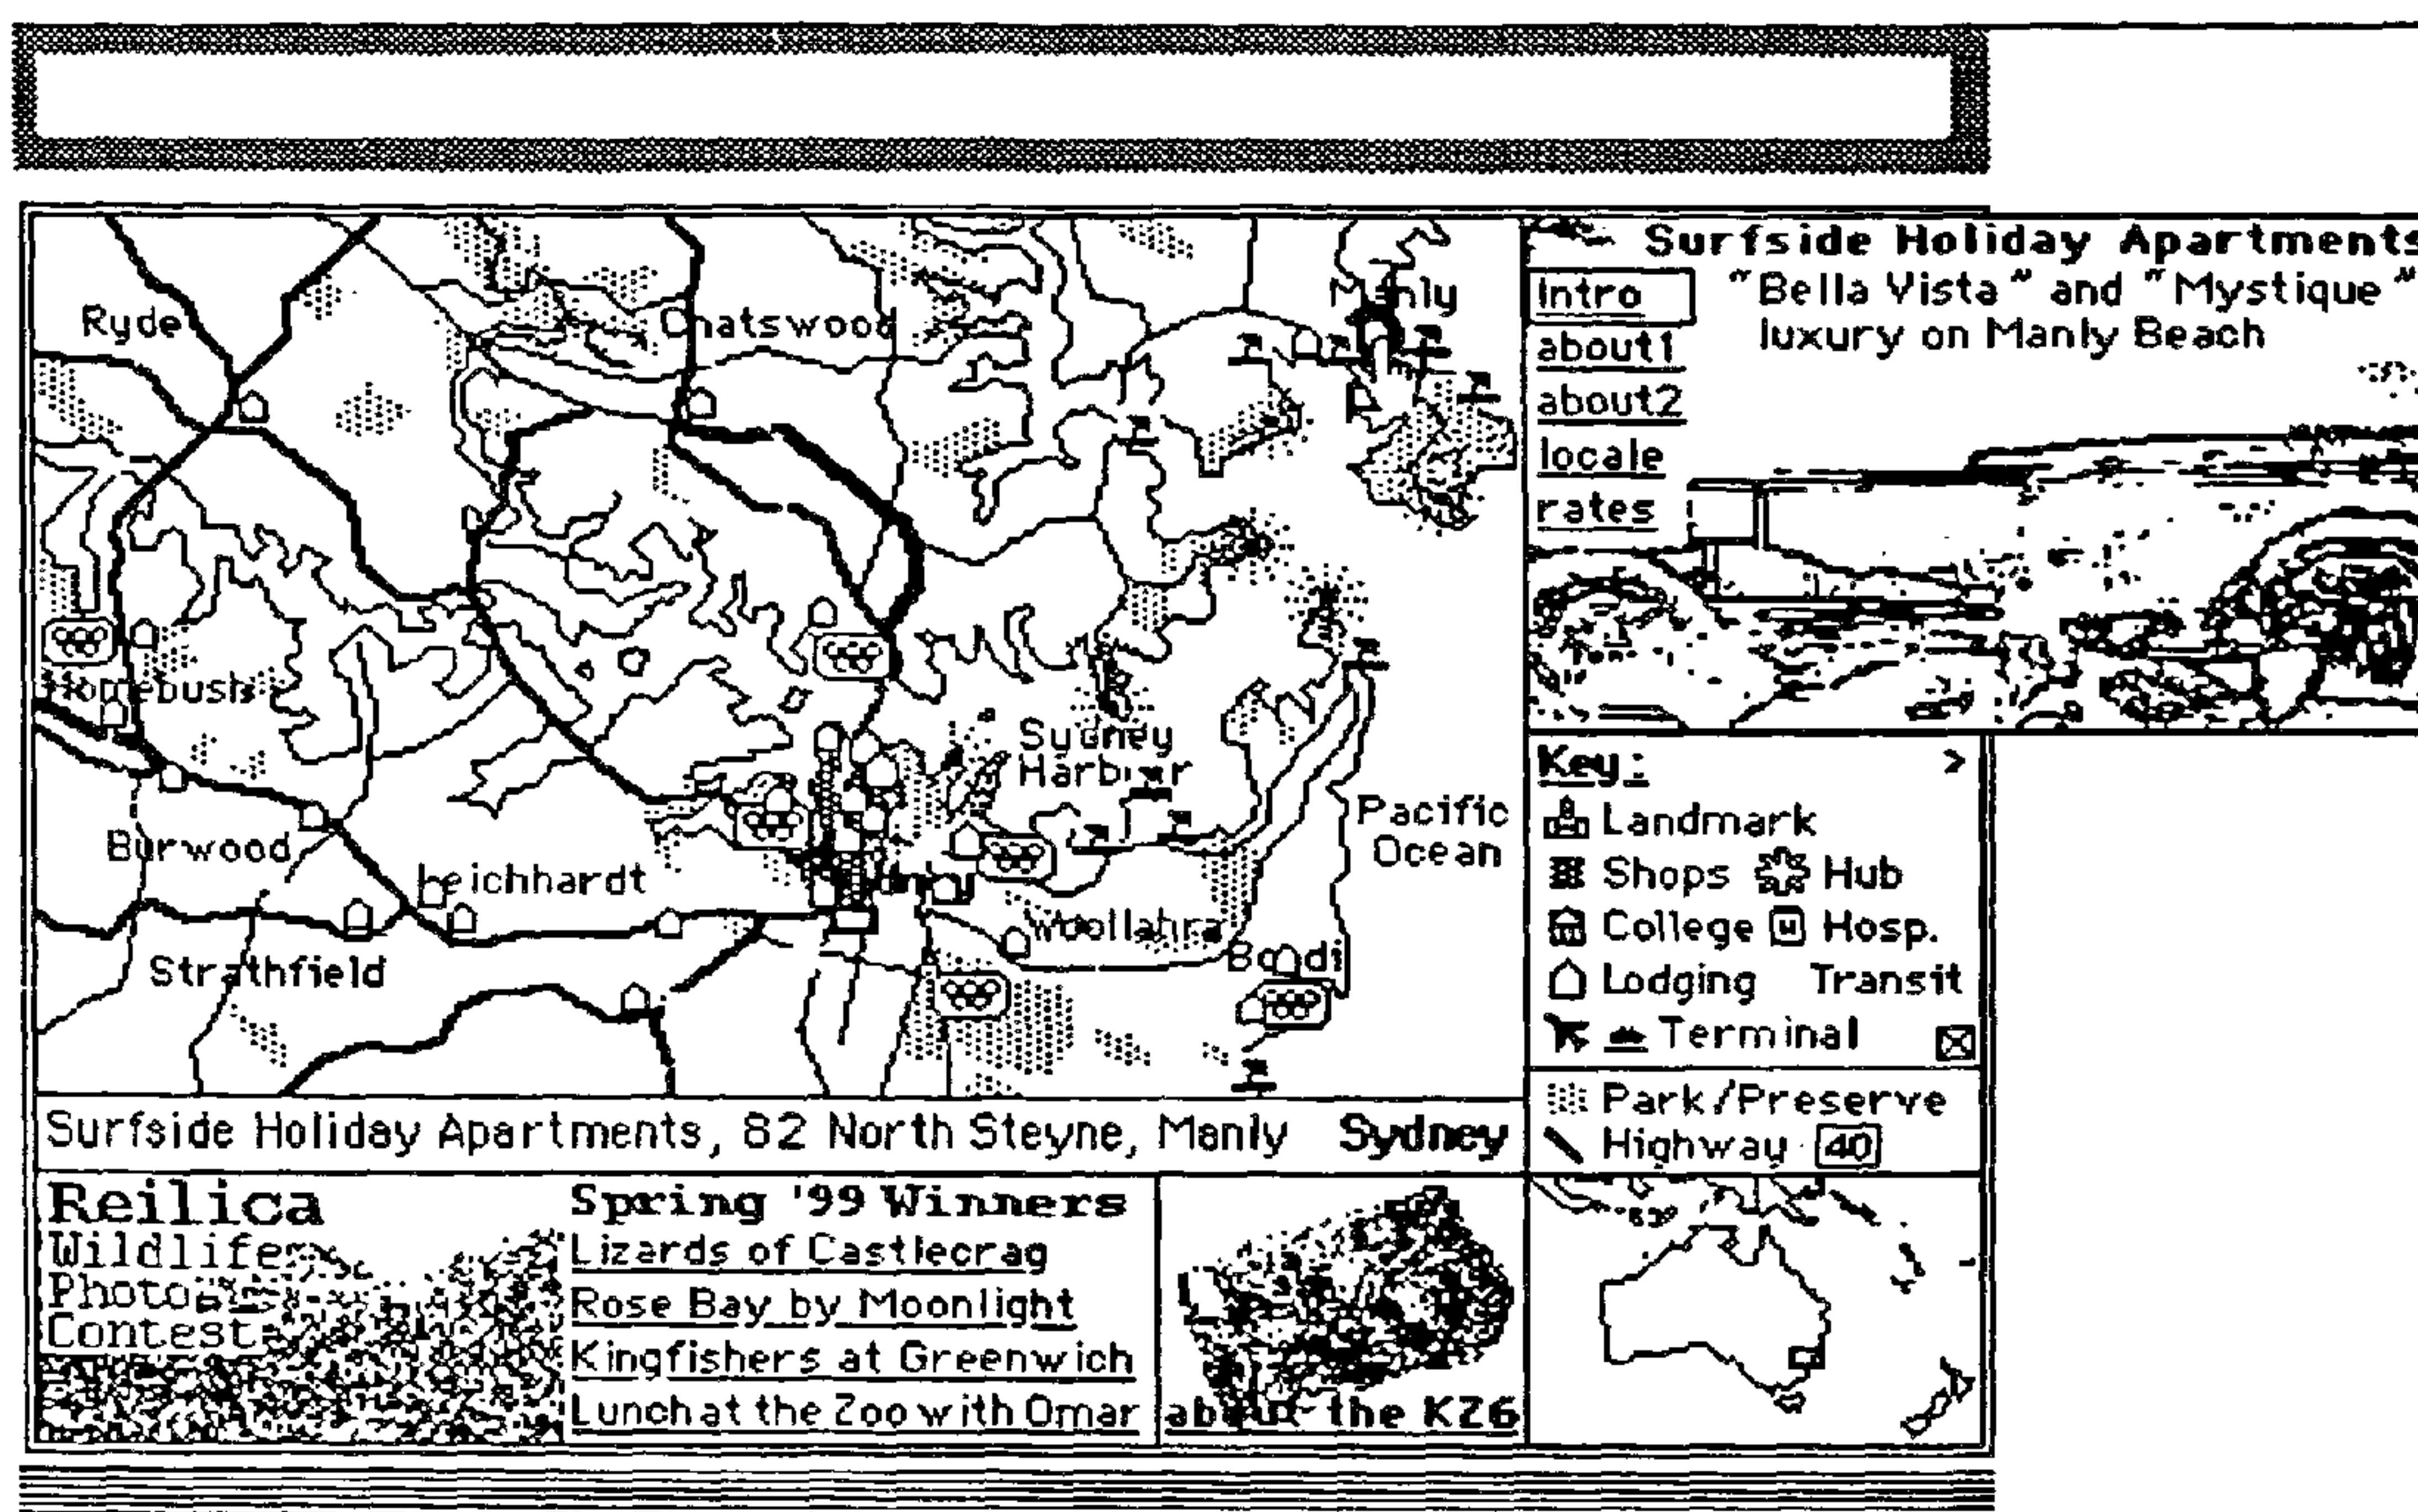 Ryde
Chatswood
Manly
Homebush
Sydney
Harbour
Pacific
Ocean
Burwood
Leichhardt
Woollahra
Bondi
Strathfield
Surfside Holiday Apartments, 82 North Steyne, Manly Sydney
Surfside Holiday Apartments
"Bella Vista" and "Mystique"
luxury on Manly Beach
Intro
about1
about2
locale
rates
Key: >
Landmark
Shops Hub
College H Hosp.
Lodging Transit
Terminal
Park/Preserve
Highway 40
Reilica
Wildlife
Photo
Contest
Spring '99 Winners
Lizards of Castlecrag
Rose Bay by Moonlight
Kingfishers at Greenwich
Lunch at the Zoo with Omar
about the KZ6